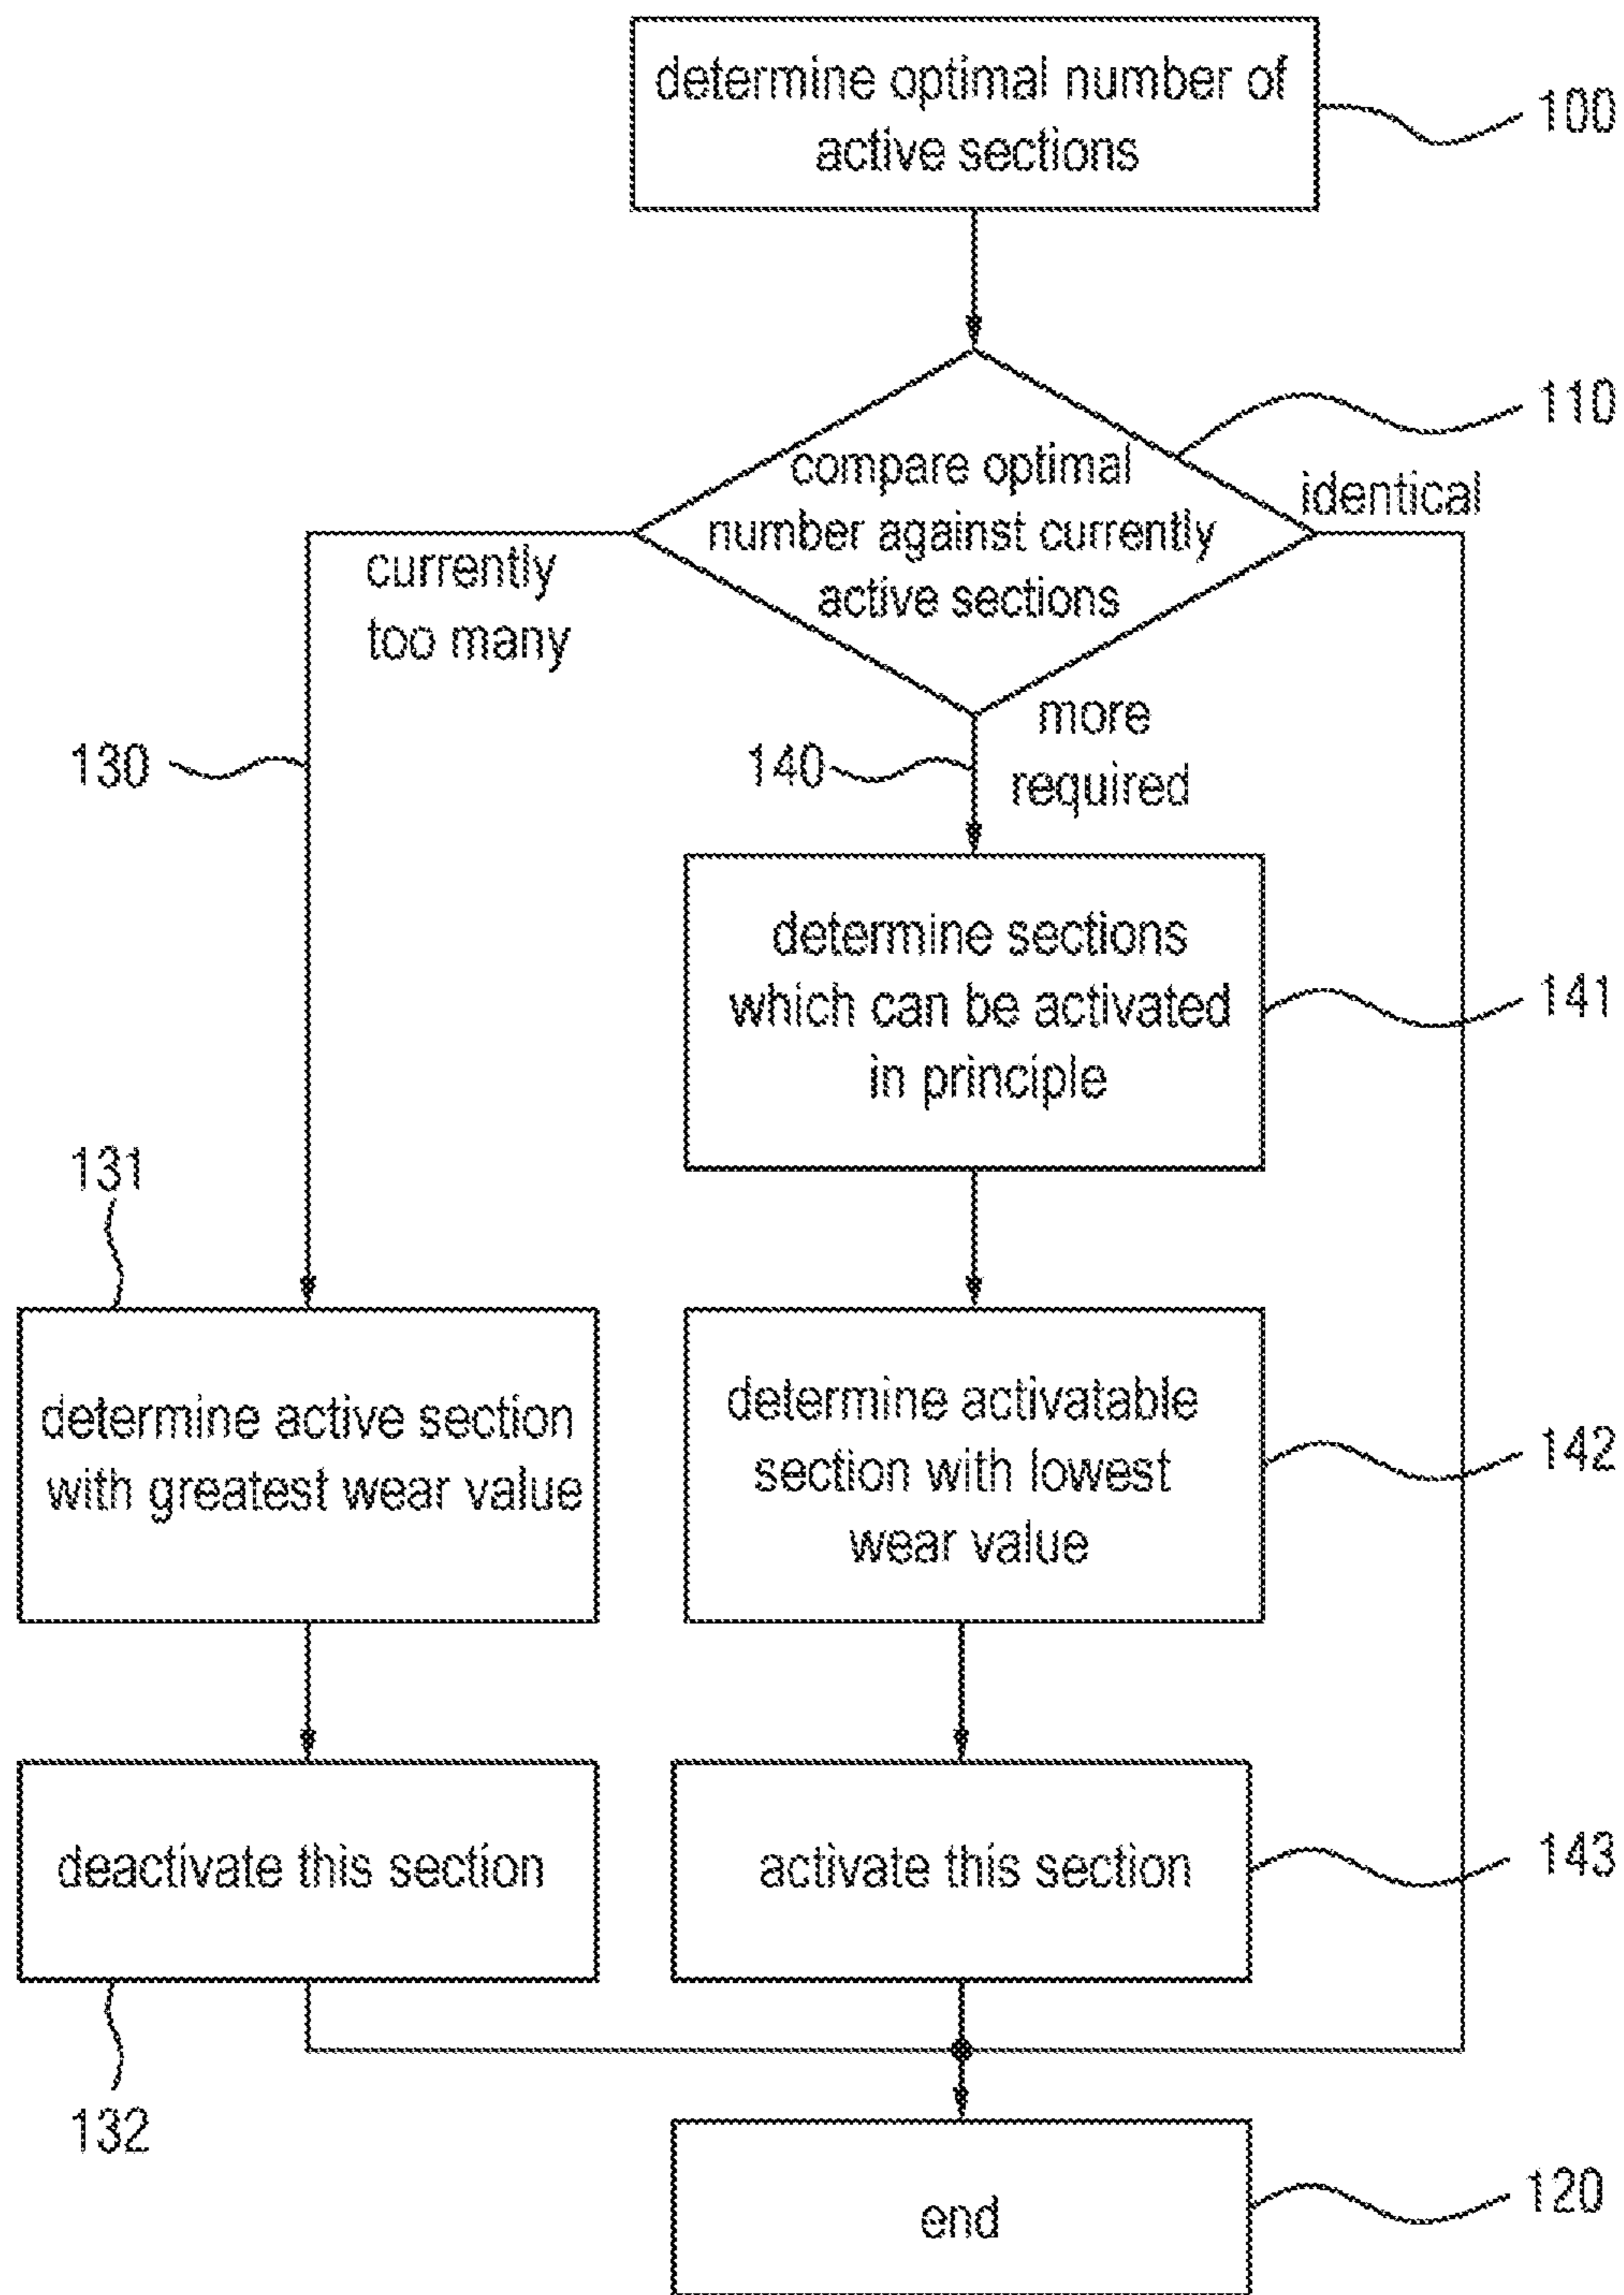 determine optimal number of
active sections
100
110
compare optimal
number against currently
active sections
identical
currently
too many
more
required
130
140
determine sections
which can be activated
in principle
141
131
determine active section
with greatest wear value
determine activatable
section with lowest
wear value
142
deactivate this section
activate this section
143
132
end
120